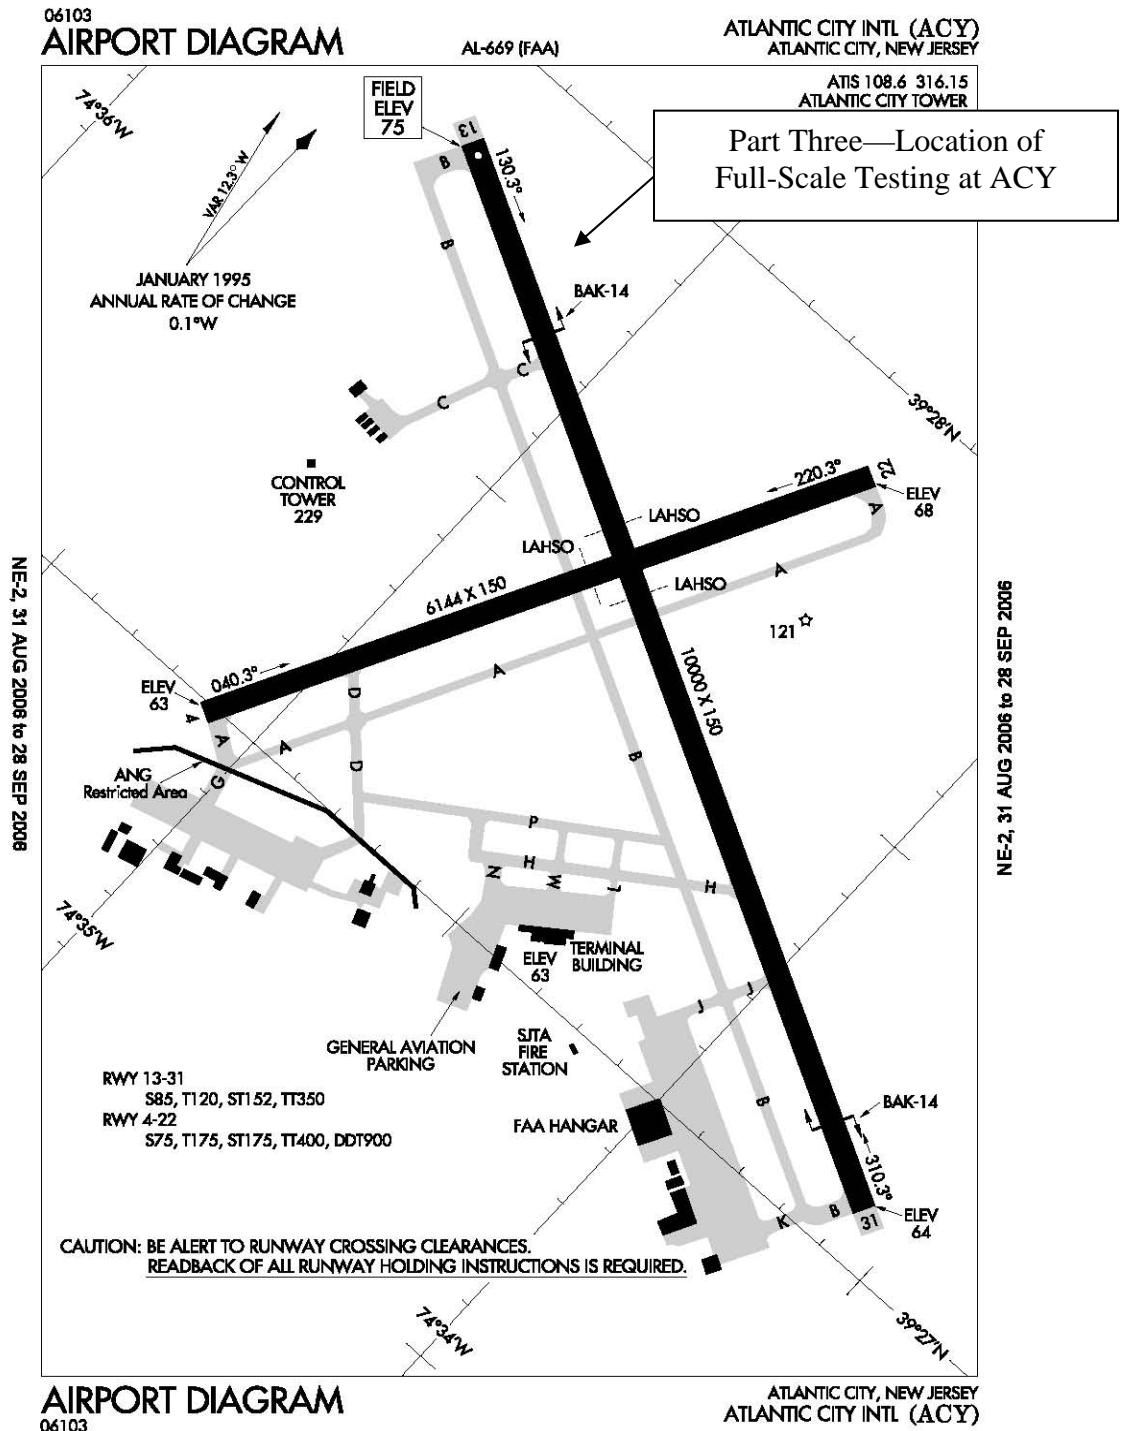 06103
AIRPORT DIAGRAM
AL-669 (FAA)
ATLANTIC CITY INTL (ACY)
ATLANTIC CITY, NEW JERSEY
ATIS 108.6 316.15
ATLANTIC CITY TOWER
Part Three—Location of
Full-Scale Testing at ACY
74°36'W
FIELD
ELEV
75
13
B
130.3°
VAR 12.3° W
B
JANUARY 1995
ANNUAL RATE OF CHANGE
0.1°W
BAK-14
C
C
39°28'N
CONTROL
TOWER
229
220.3°
22
ELEV
68
A
LAHSO
LAHSO
LAHSO
A
6144 X 150
121
NE-2, 31 AUG 2006 to 28 SEP 2006
NE-2, 31 AUG 2006 to 28 SEP 2006
040.3°
ELEV
63
4
A
D
A
10000 X 150
A
D
B
G
ANG
Restricted Area
P
H
N
W
L
H
74°35'W
ELEV
63
TERMINAL
BUILDING
J
J
GENERAL AVIATION
PARKING
SJTA
FIRE
STATION
RWY 13-31
S85, T120, ST152, TT350
RWY 4-22
S75, T175, ST175, TT400, DDT900
FAA HANGAR
B
BAK-14
310.3°
K
B
31
ELEV
64
CAUTION: BE ALERT TO RUNWAY CROSSING CLEARANCES.
READBACK OF ALL RUNWAY HOLDING INSTRUCTIONS IS REQUIRED.
74°34'W
39°27'N
AIRPORT DIAGRAM
06103
ATLANTIC CITY, NEW JERSEY
ATLANTIC CITY INTL (ACY)